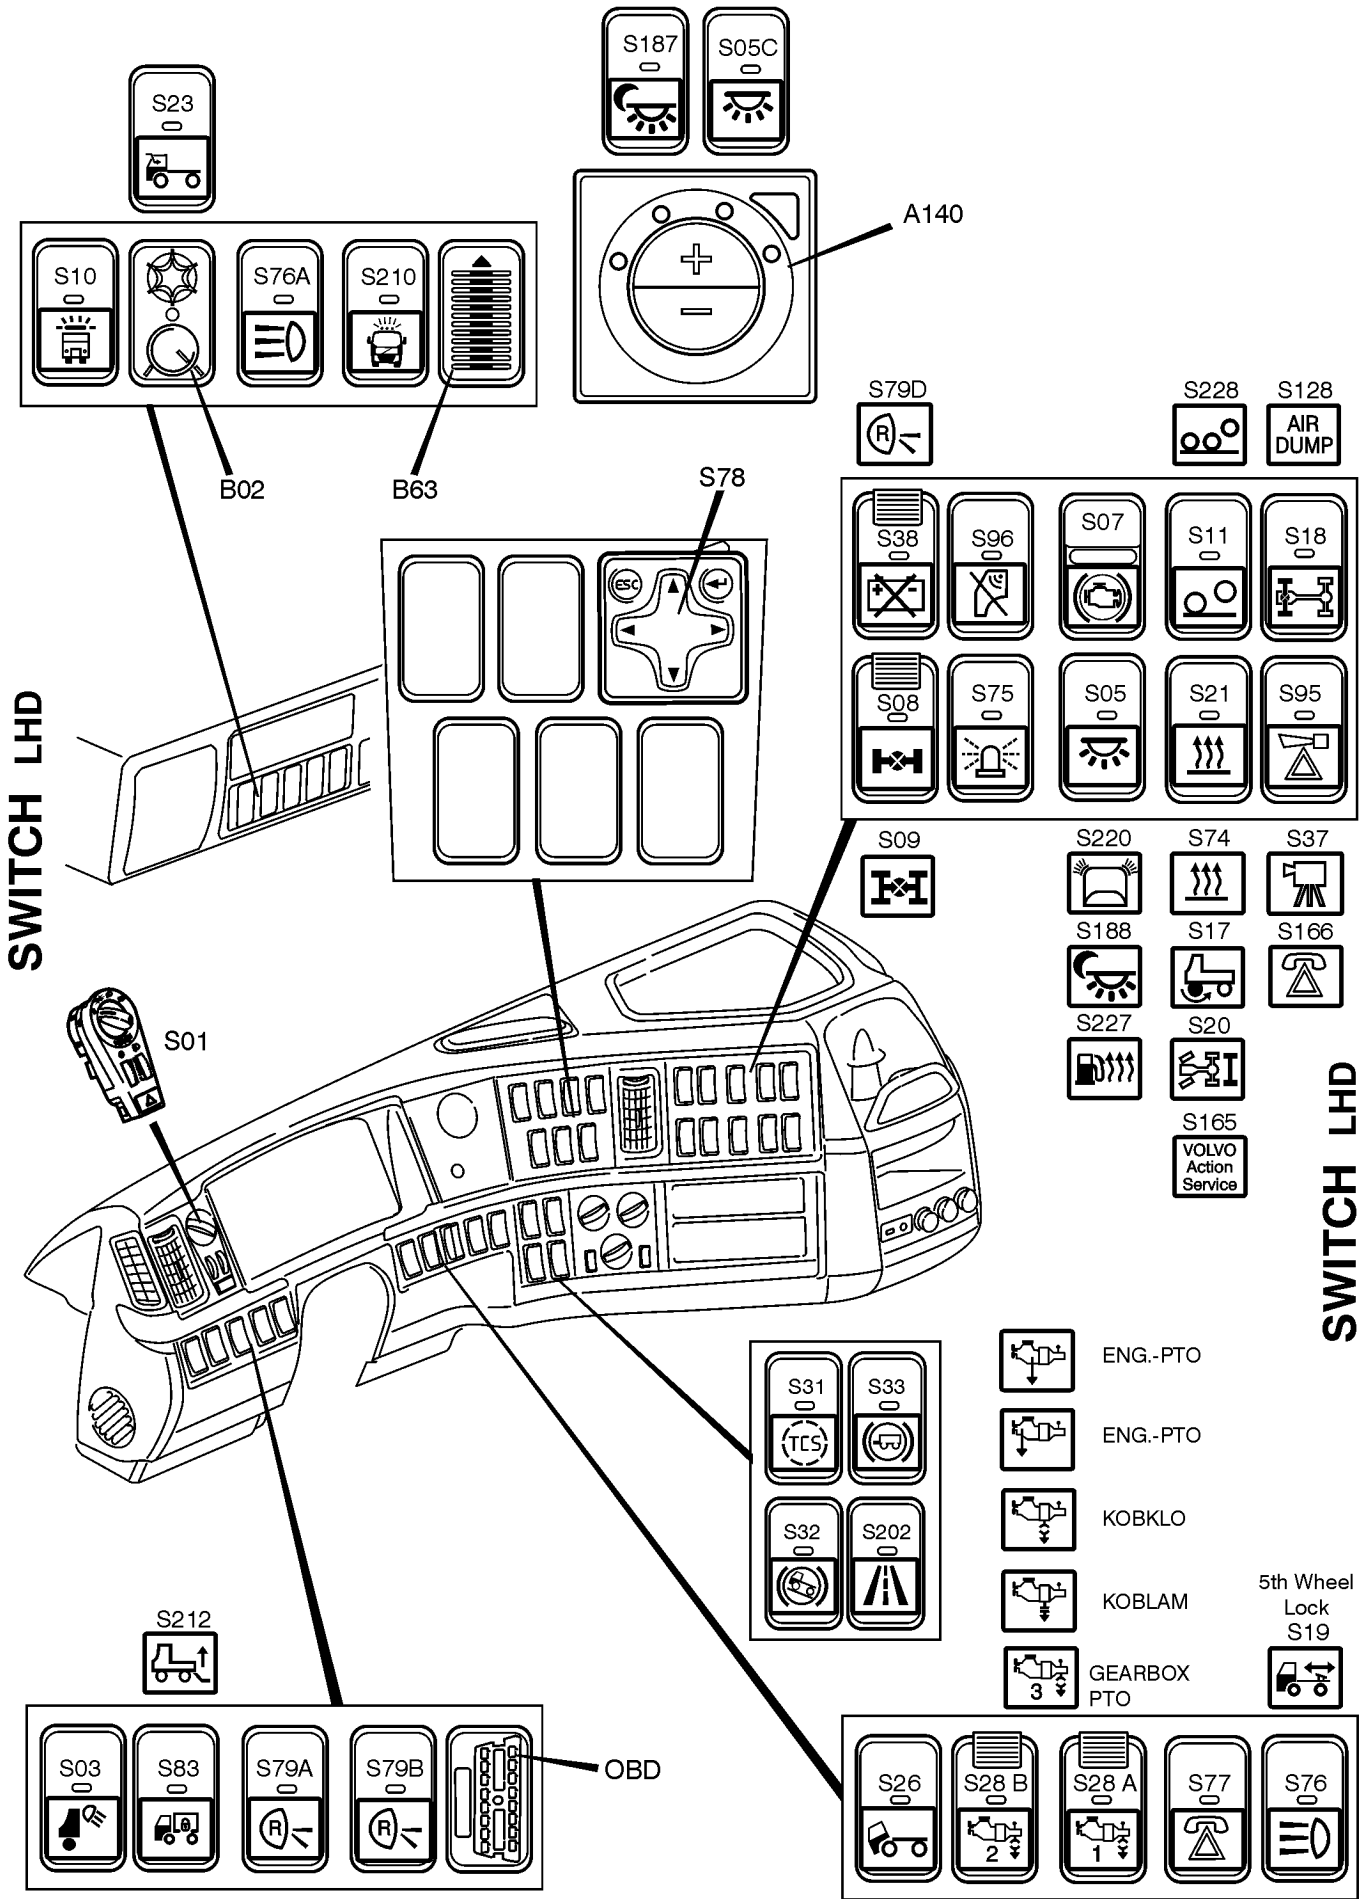 S187 S05C
S23
A140
S10 S76A S210
B02 B63
S79D S228 S128
R
AIR
DUMP
S78
ESC
S38 S96 S07 S11 S18
+ -
S08 S75 S05 S21 S95
SWITCH LHD
S09 S220 S74 S37
S188 S17 S166
S01
S227 S20
S165
VOLVO
Action
Service
SWITCH LHD
ENG.-PTO
S31 S33
TCS
ENG.-PTO
S32 S202
KOBKLO
KOBLAM
5th Wheel
Lock
S19
S212
3
GEARBOX
PTO
S03 S83 S79A S79B
R R
OBD
S26 S28 B S28 A S77 S76
2 1